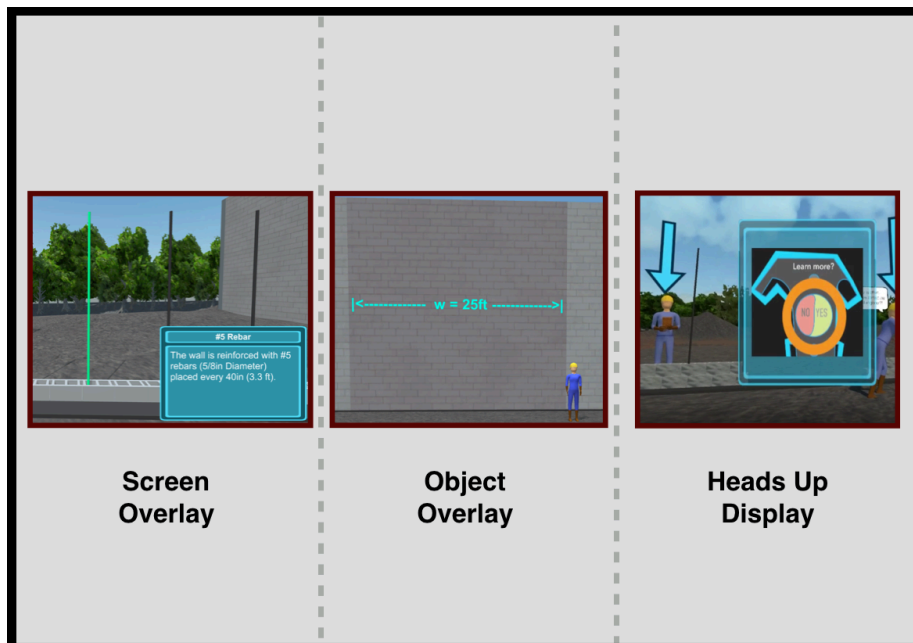 #5 Rebar
The wall is reinforced with #5
rebars (5/8in Diameter)
placed every 40in (3.3 ft).
w = 25ft
Learn more?
NO YES
Screen
Overlay
Object
Overlay
Heads Up
Display